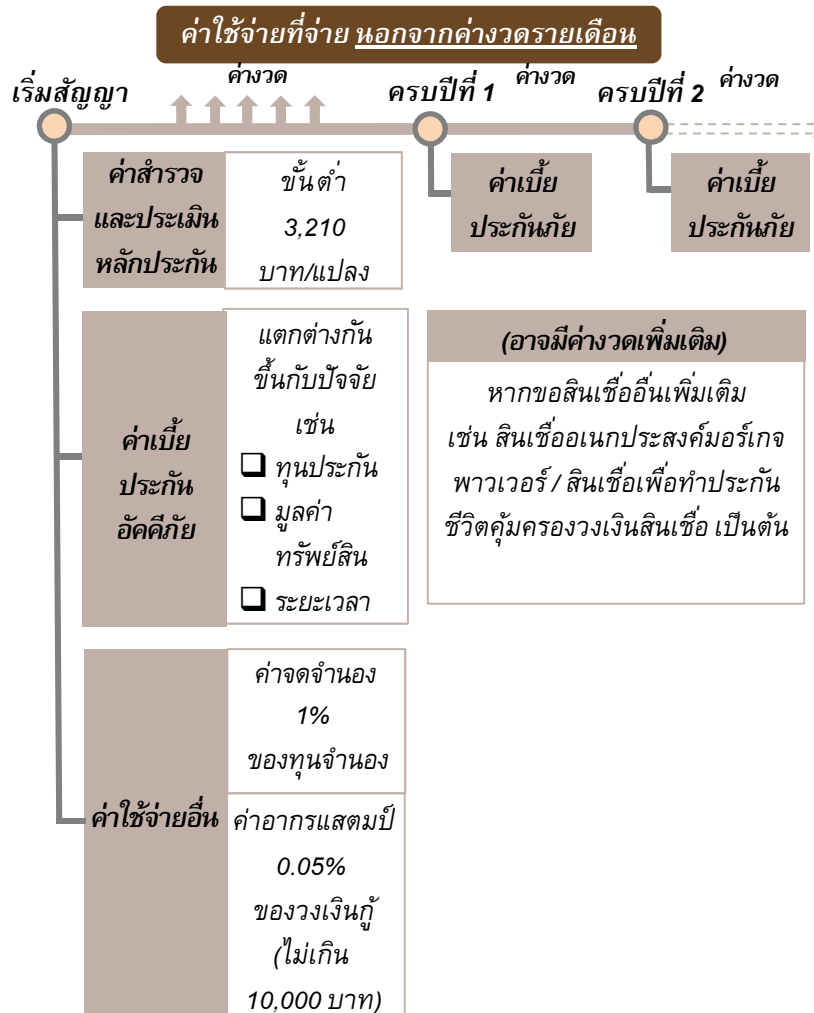 ค่าใช้จ่ายที่จ่าย นอกจากค่างวดรายเดือน
เริ่มสัญญา
ค่างวด
ครบปีที่ 1
ค่างวด
ครบปีที่ 2
ค่างวด
ค่าสำรวจ
และประเมิน
หลักประกัน
ขั้นต่ำ
3,210
บาท/แปลง
ค่าเบี้ย
ประกันภัย
ค่าเบี้ย
ประกันภัย
ค่าเบี้ย
ประกัน
อัคคีภัย
แตกต่างกัน
ขึ้นกับปัจจัย
เช่น
❑ ทุนประกัน
❑ มูลค่า
ทรัพย์สิน
❑ ระยะเวลา
(อาจมีค่างวดเพิ่มเติม)
หากขอสินเชื่ออื่นเพิ่มเติม
เช่น สินเชื่ออเนกประสงค์มอร์เกจ
พาวเวอร์ / สินเชื่อเพื่อทำประกัน
ชีวิตคุ้มครองวงเงินสินเชื่อ เป็นต้น
ค่าใช้จ่ายอื่น
ค่าจดจำนอง
1%
ของทุนจำนอง
ค่าอากรแสตมป์
0.05%
ของวงเงินกู้
(ไม่เกิน
10,000 บาท)